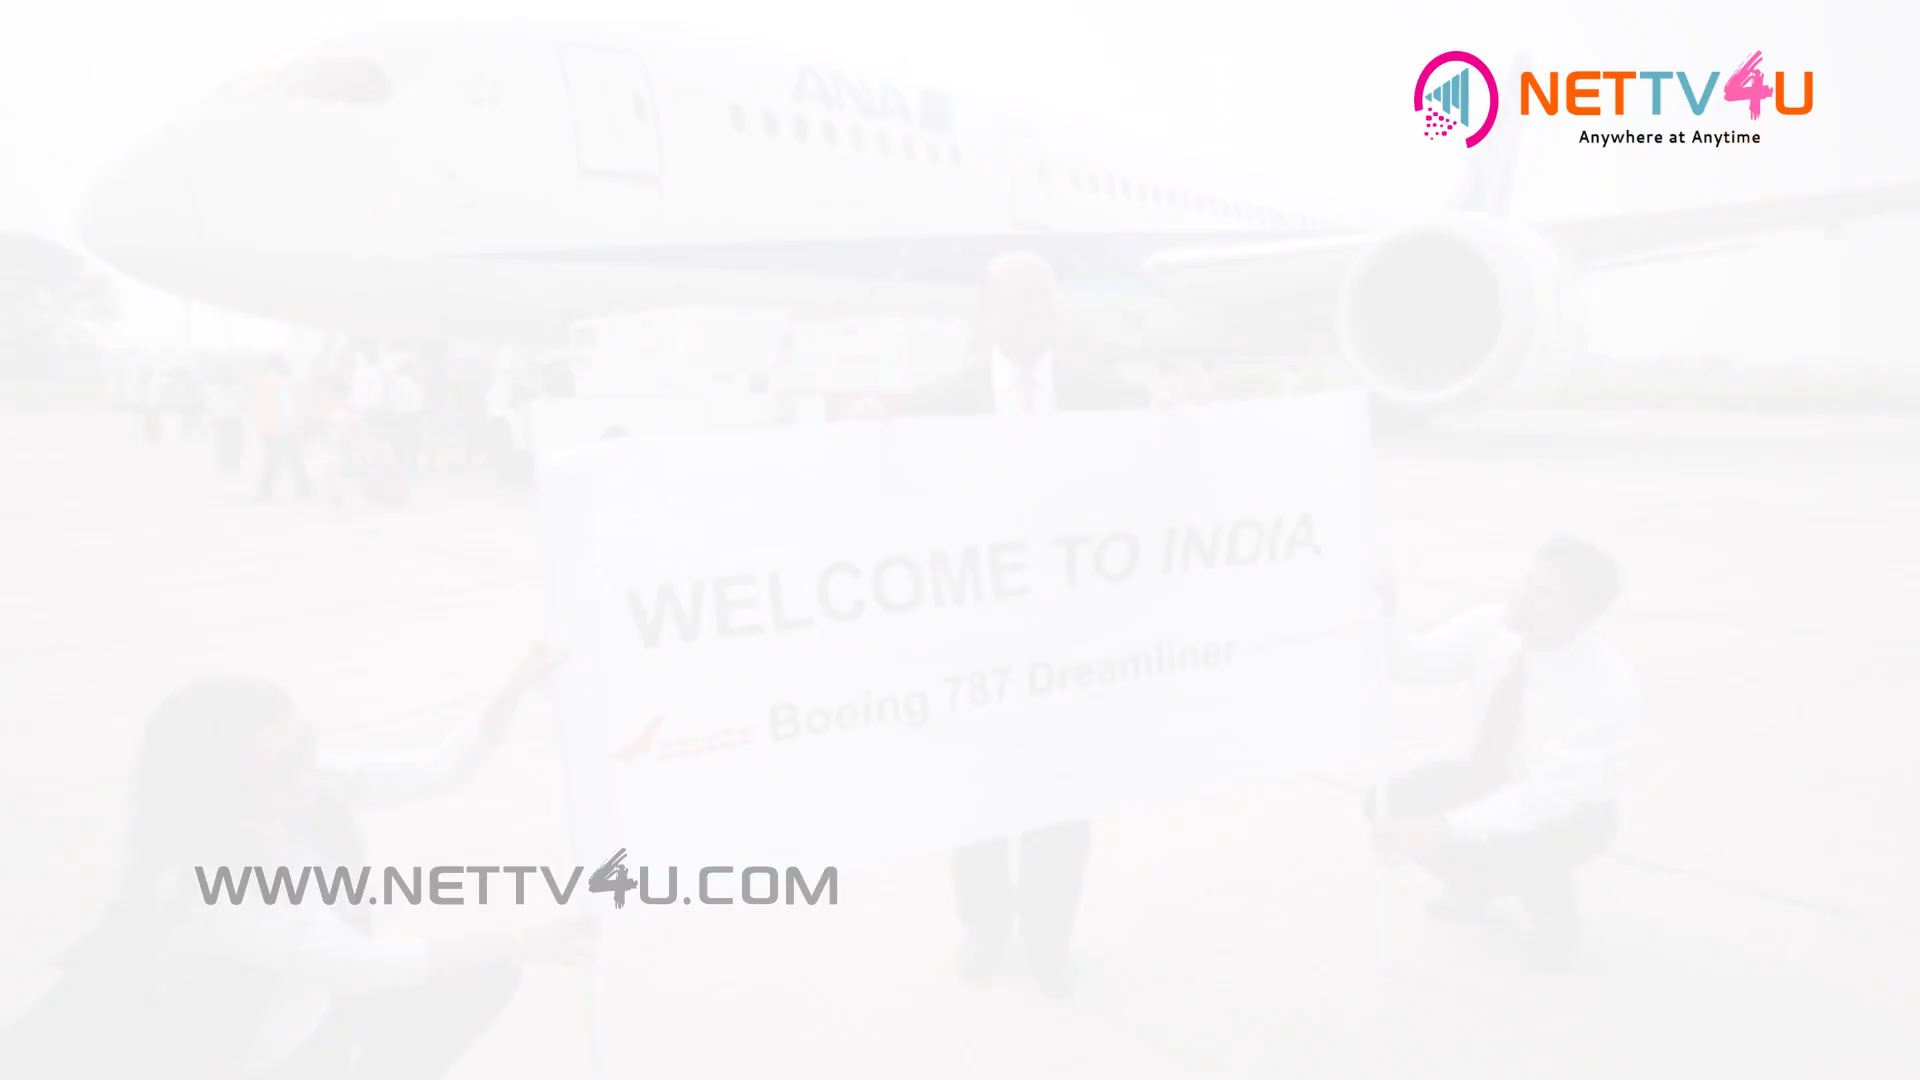 NETTV4U
Anywhere at Anytime
ANA
WELCOME TO INDIA
Boeing 787 Dreamliner
WWW.NETTV4U.COM